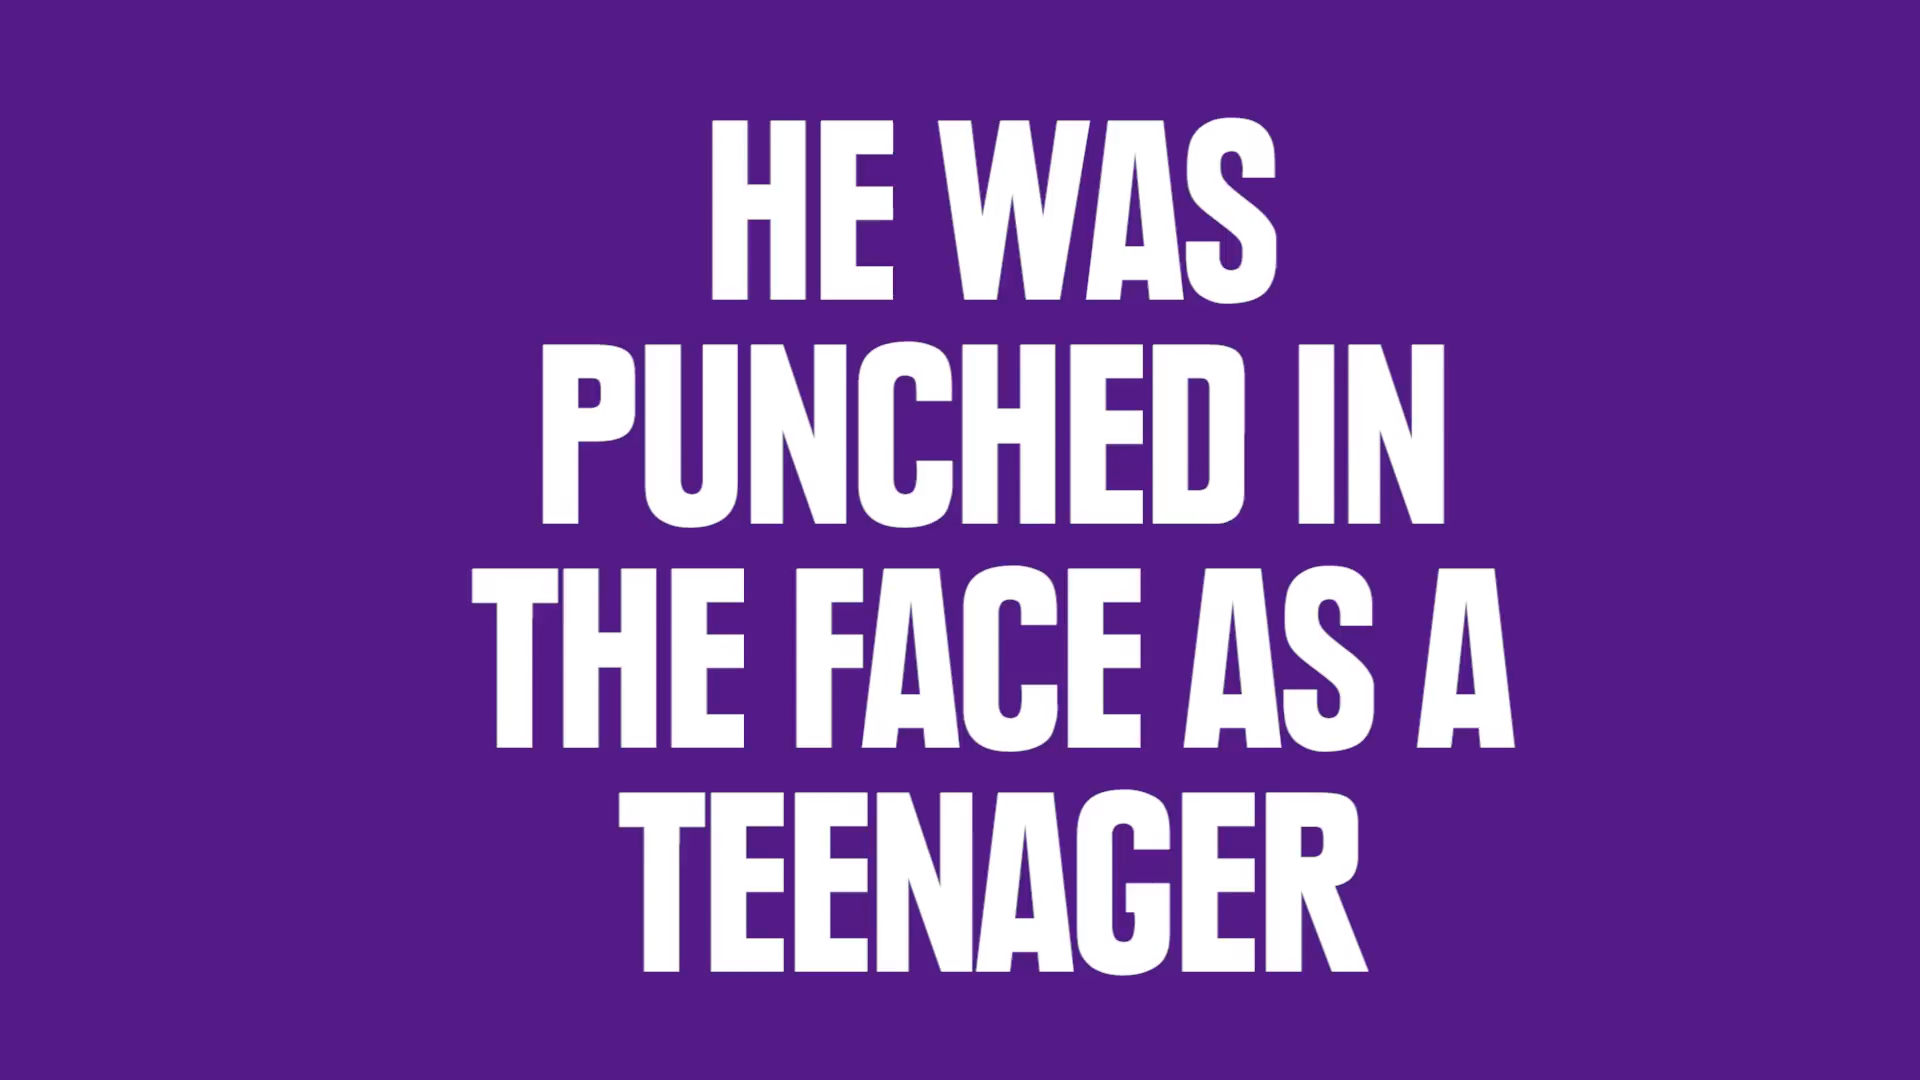 HE WAS
PUNCHED IN
THE FACE AS A
TEENAGER